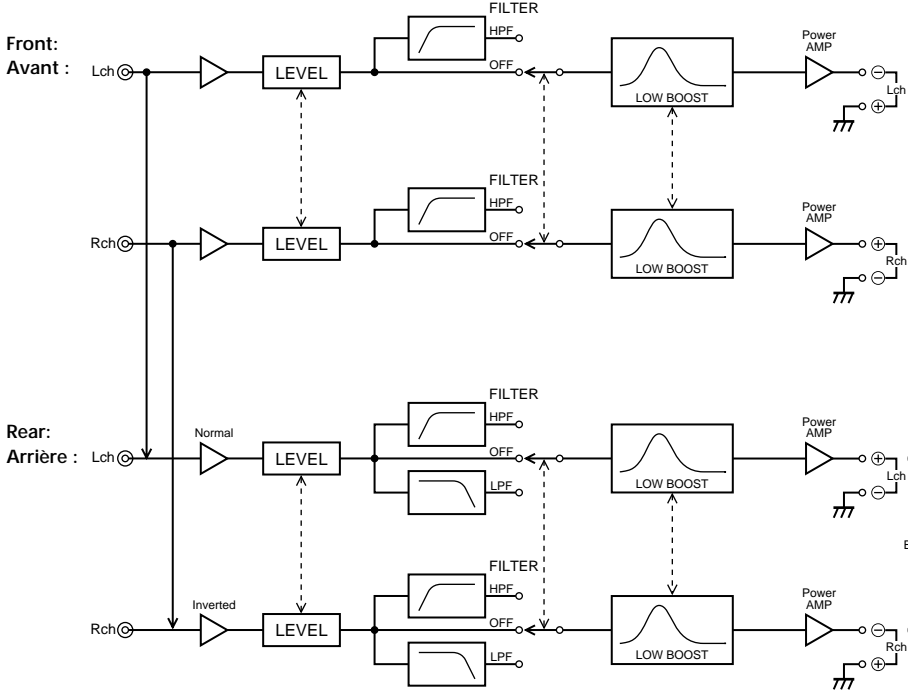 FILTER
HPF
Power
AMP
Front:
Avant : Lch LEVEL OFF LOW BOOST − Lch +
FILTER
HPF
Power
AMP
Rch LEVEL OFF LOW BOOST + Rch −
FILTER
HPF
Power
AMP
Rear:
Normal
Arrière : Lch LEVEL OFF LOW BOOST + Lch −
LPF
FILTER
HPF
Power
AMP
Inverted
Rch LEVEL OFF LOW BOOST − Rch +
LPF